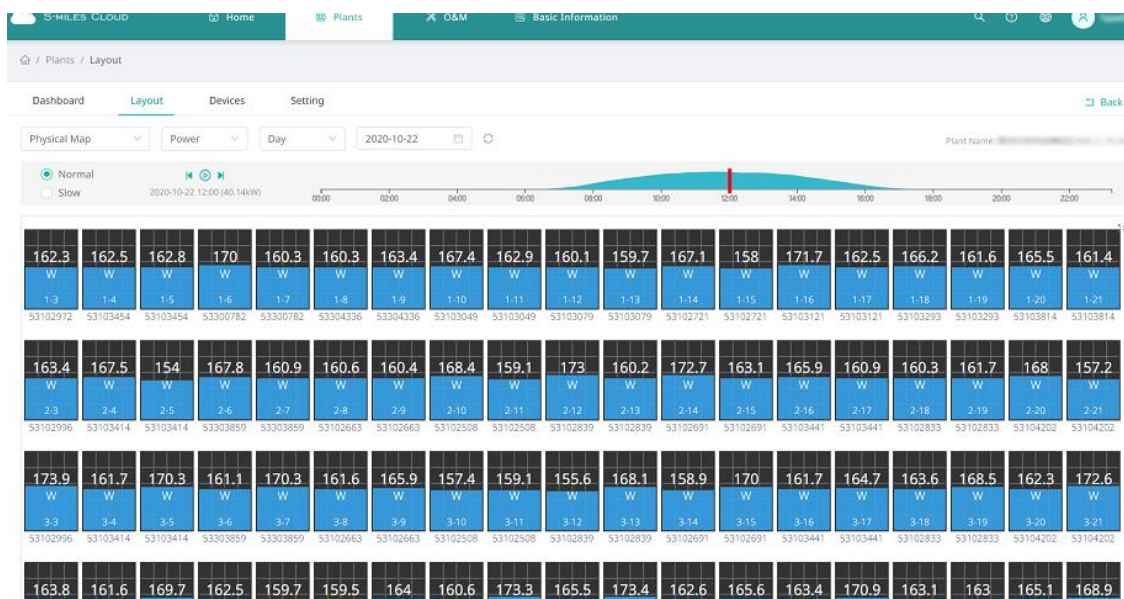 S-MILES CLOUD Home Plants O&M Basic Information
/ Plants / Layout
Dashboard Layout Devices Setting Back
Physical Map Power Day 2020-10-22 Plant Name:
Normal
Slow 2020-10-22 12:00 (40.14kW) 00:00 02:00 04:00 06:00 08:00 10:00 12:00 14:00 16:00 18:00 20:00 22:00
162.3 162.5 162.8 170 160.3 160.3 163.4 167.4 162.9 160.1 159.7 167.1 158 171.7 162.5 166.2 161.6 165.5 161.4
W W W W W W W W W W W W W W W W W W W
1-3 1-4 1-5 1-6 1-7 1-8 1-9 1-10 1-11 1-12 1-13 1-14 1-15 1-16 1-17 1-18 1-19 1-20 1-21
53102972 53103454 53103454 53300782 53300782 53304336 53304336 53103049 53103049 53103079 53103079 53102721 53102721 53103121 53103121 53103293 53103293 53103814 53103814
163.4 167.5 154 167.8 160.9 160.6 160.4 168.4 159.1 173 160.2 172.7 163.1 165.9 160.9 160.3 161.7 168 157.2
W W W W W W W W W W W W W W W W W W W
2-3 2-4 2-5 2-6 2-7 2-8 2-9 2-10 2-11 2-12 2-13 2-14 2-15 2-16 2-17 2-18 2-19 2-20 2-21
53102996 53103414 53103414 53303859 53303859 53102663 53102663 53102508 53102508 53102839 53102839 53102691 53102691 53103441 53103441 53102833 53102833 53104202 53104202
173.9 161.7 170.3 161.1 170.3 161.6 165.9 157.4 159.1 155.6 168.1 158.9 170 161.7 164.7 163.6 168.5 162.3 172.6
W W W W W W W W W W W W W W W W W W W
3-3 3-4 3-5 3-6 3-7 3-8 3-9 3-10 3-11 3-12 3-13 3-14 3-15 3-16 3-17 3-18 3-19 3-20 3-21
53102996 53103414 53103414 53303859 53303859 53102663 53102663 53102508 53102508 53102839 53102839 53102691 53102691 53103441 53103441 53102833 53102833 53104202 53104202
163.8 161.6 169.7 162.5 159.7 159.5 164 160.6 173.3 165.5 173.4 162.6 165.6 163.4 170.9 163.1 163 165.1 168.9